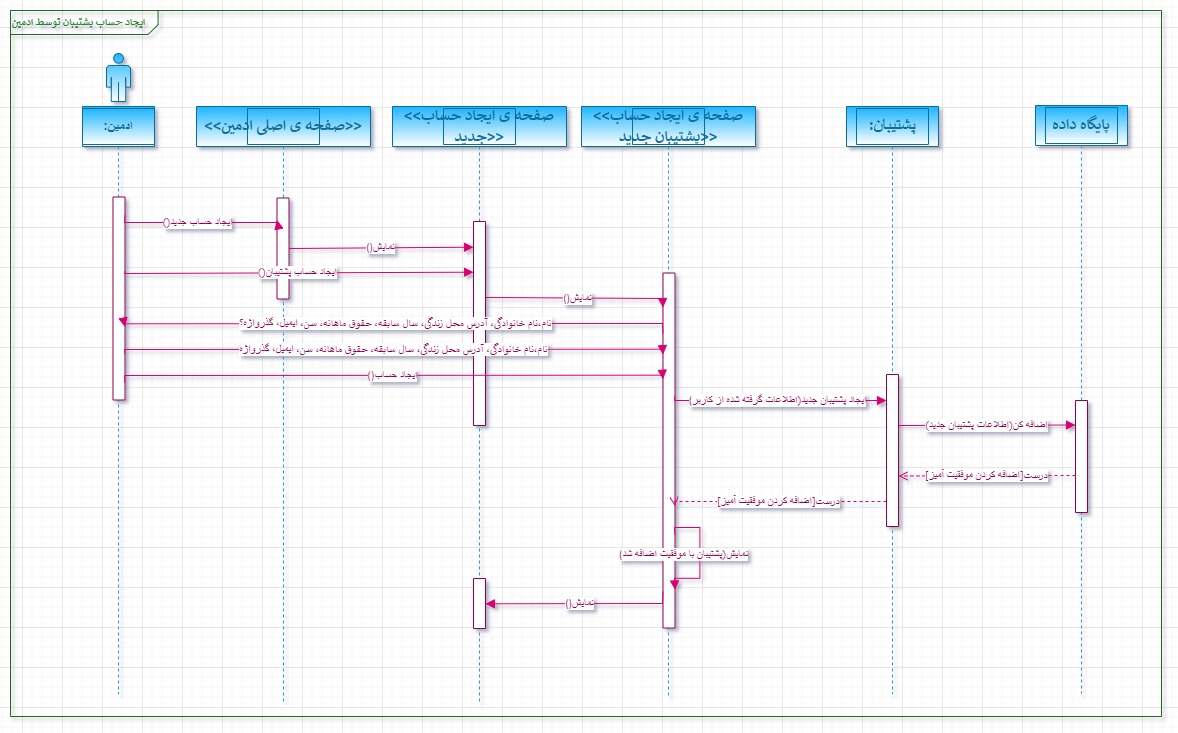 ایجاد حساب پشتیبان توسط ادمین
ادمین:
<<صفحه ی اصلی ادمین>>
<<صفحه ی ایجاد حساب
جدید>>
<<صفحه ی ایجاد حساب
پشتیبان جدید>>
پشتیبان:
پایگاه داده
ایجاد حساب جدید()
نمایش()
ایجاد حساب پشتیبان()
نمایش()
نام،نام خانوادگی، آدرس محل زندگی، سال سابقه، حقوق ماهانه، سن، ایمیل، گذرواژه؟
نام،نام خانوادگی، آدرس محل زندگی، سال سابقه، حقوق ماهانه، سن، ایمیل، گذرواژه
ایجاد حساب()
ایجاد پشتیبان جدید(اطلاعات گرفته شده از کاربر)
اضافه کن(اطلاعات پشتیبان جدید)
درست[اضافه کردن موفقیت آمیز]
درست[اضافه کردن موفقیت آمیز]
نمایش(پشتیبان با موفقیت اضافه شد)
نمایش()